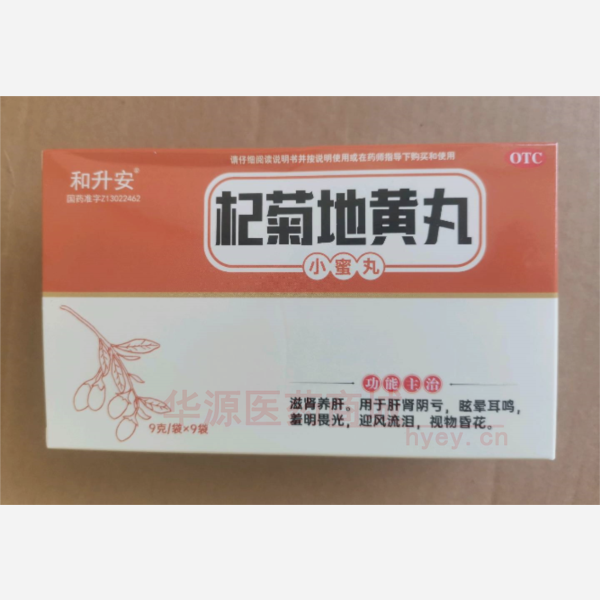 请仔细阅读说明书并按说明使用或在药师指导下购买和使用
OTC
和升安®
国药准字Z13022462
杞菊地黄丸
小蜜丸
功能主治
滋肾养肝。用于肝肾阴亏，眩晕耳鸣，
羞明畏光，迎风流泪，视物昏花。
9克/袋×9袋
华源医药
hyey.cn